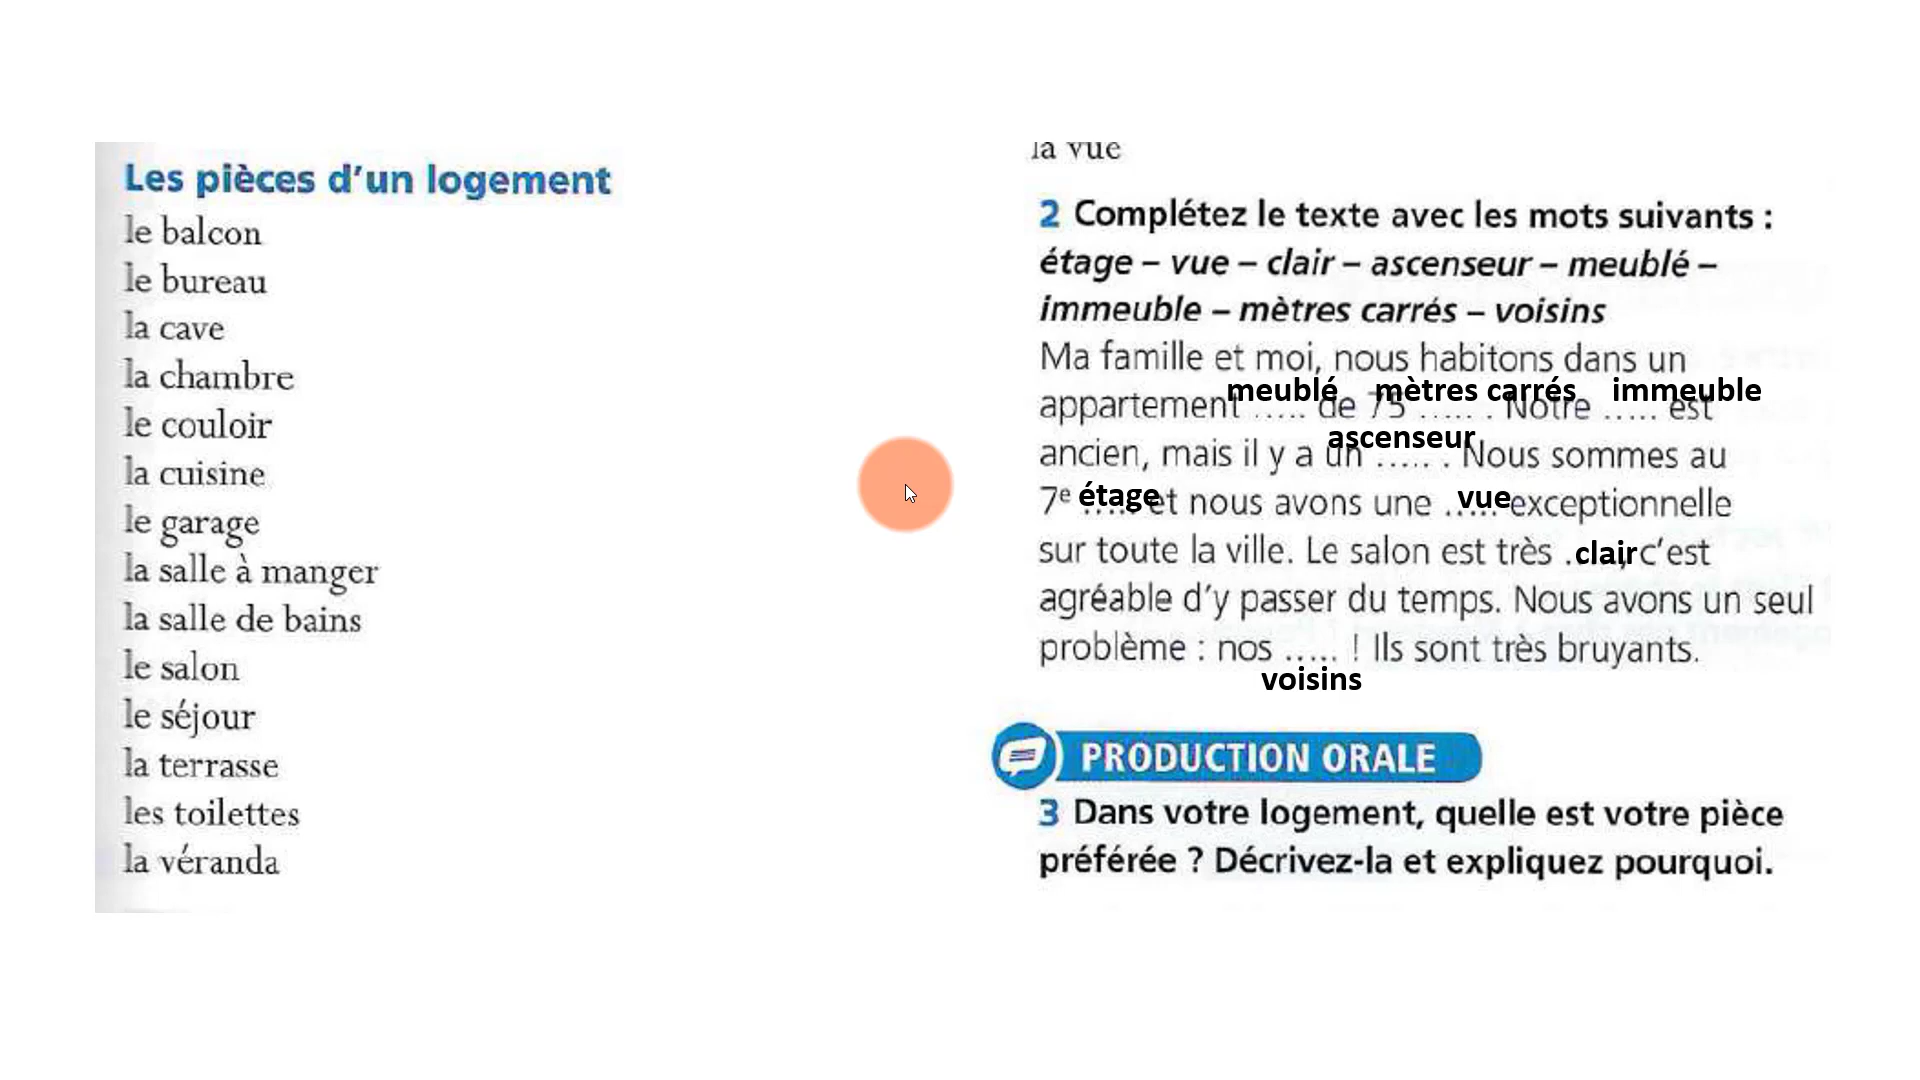 Les pièces d'un logement
le balcon
le bureau
la cave
la chambre
le couloir
la cuisine
le garage
la salle à manger
la salle de bains
le salon
le séjour
la terrasse
les toilettes
la véranda
la vue
2 Complétez le texte avec les mots suivants :
étage – vue – clair – ascenseur – meublé –
immeuble – mètres carrés – voisins
Ma famille et moi, nous habitons dans un
meublé mètres carrés immeuble
appartement ..... de 75 ..... . Notre ..... est
ascenseur
ancien, mais il y a un ..... . Nous sommes au
7e étage et nous avons une ..... vue exceptionnelle
sur toute la ville. Le salon est très clair, c'est
agréable d'y passer du temps. Nous avons un seul
problème : nos ..... ! Ils sont très bruyants.
voisins
PRODUCTION ORALE
3 Dans votre logement, quelle est votre pièce
préférée ? Décrivez-la et expliquez pourquoi.